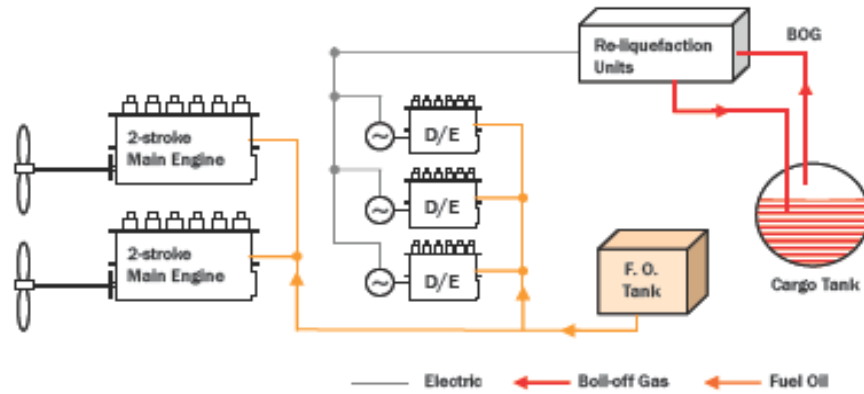 Re-liquefaction
Units
BOG
2-stroke
Main Engine
D/E
D/E
2-stroke
Main Engine
D/E
F. O.
Tank
Cargo Tank
Electric
Boil-off Gas
Fuel Oil